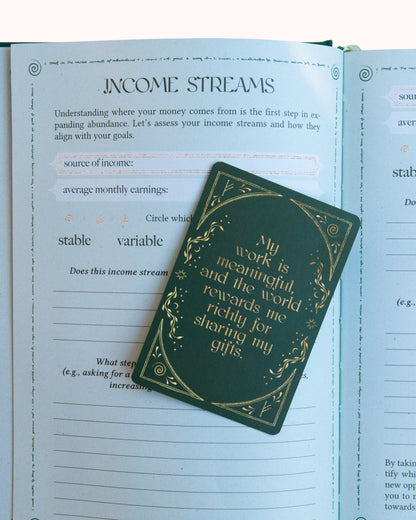 INCOME STREAMS
Understanding where your money comes from is the first step in ex-
panding abundance. Let's assess your income streams and how they
align with your goals.
source of income:
average monthly earnings:
Circle which
stable variable
Does this income stream
What step
(e.g., asking for a
increasing
My
work is
meaningful,
and the world
rewards me
richly for
sharing my
gifts.
sour
aver
Do
(e.g.
By takin
tify whi
new opp
you to m
towards